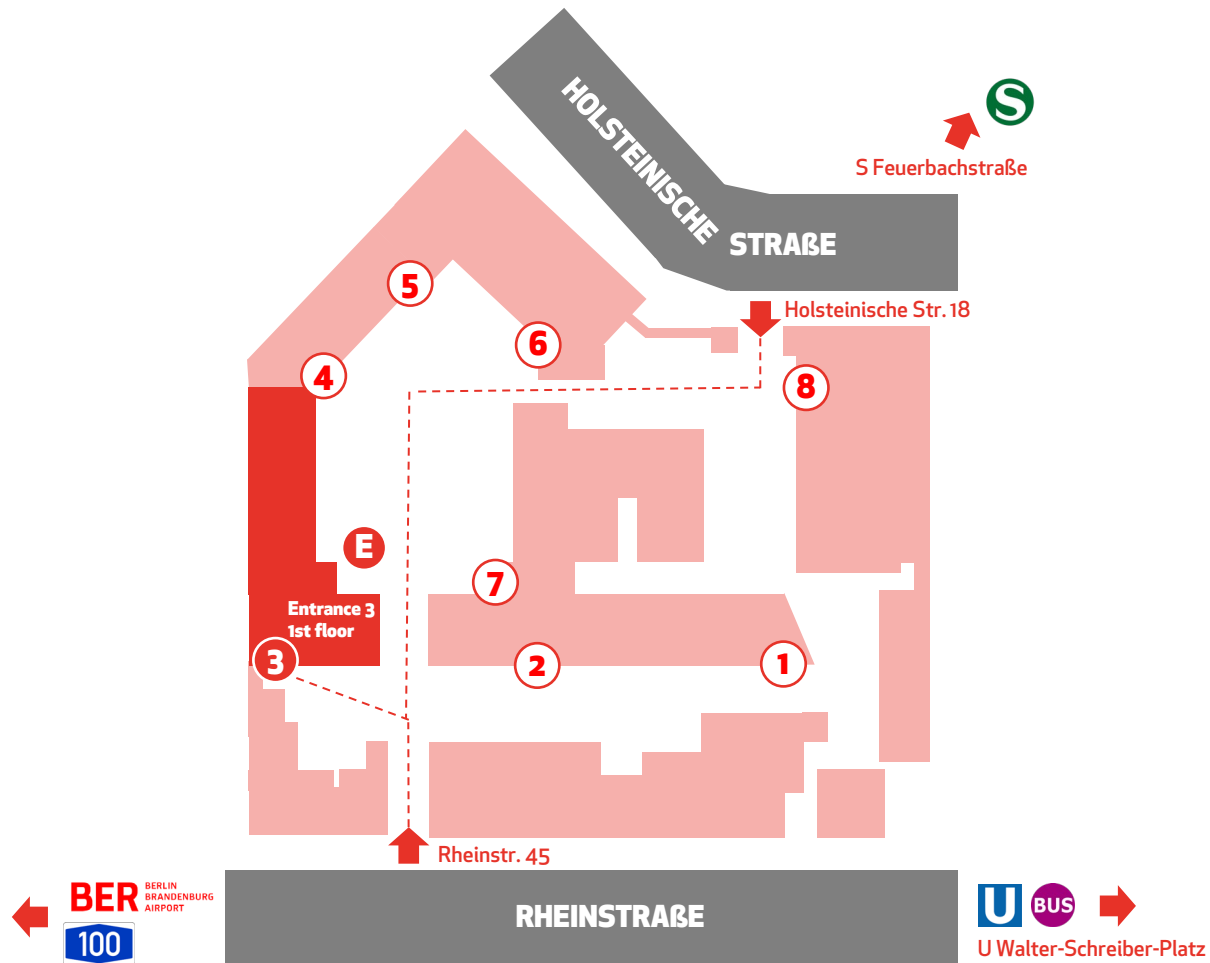 HOLSTEINISCHE
STRAßE
S
S Feuerbachstraße
Holsteinische Str. 18
5
6
4
8
E
7
Entrance 3
1st floor
3
2
1
Rheinstr. 45
BER BERLIN
BRANDENBURG
AIRPORT
100
RHEINSTRAßE
U BUS
U Walter-Schreiber-Platz